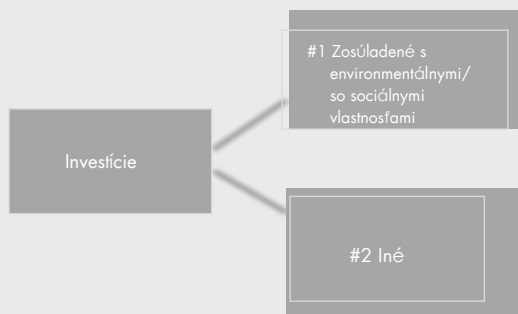 #1 Zosúladené s
environmentálnymi/
so sociálnymi
vlastnosťami
Investície
#2 Iné